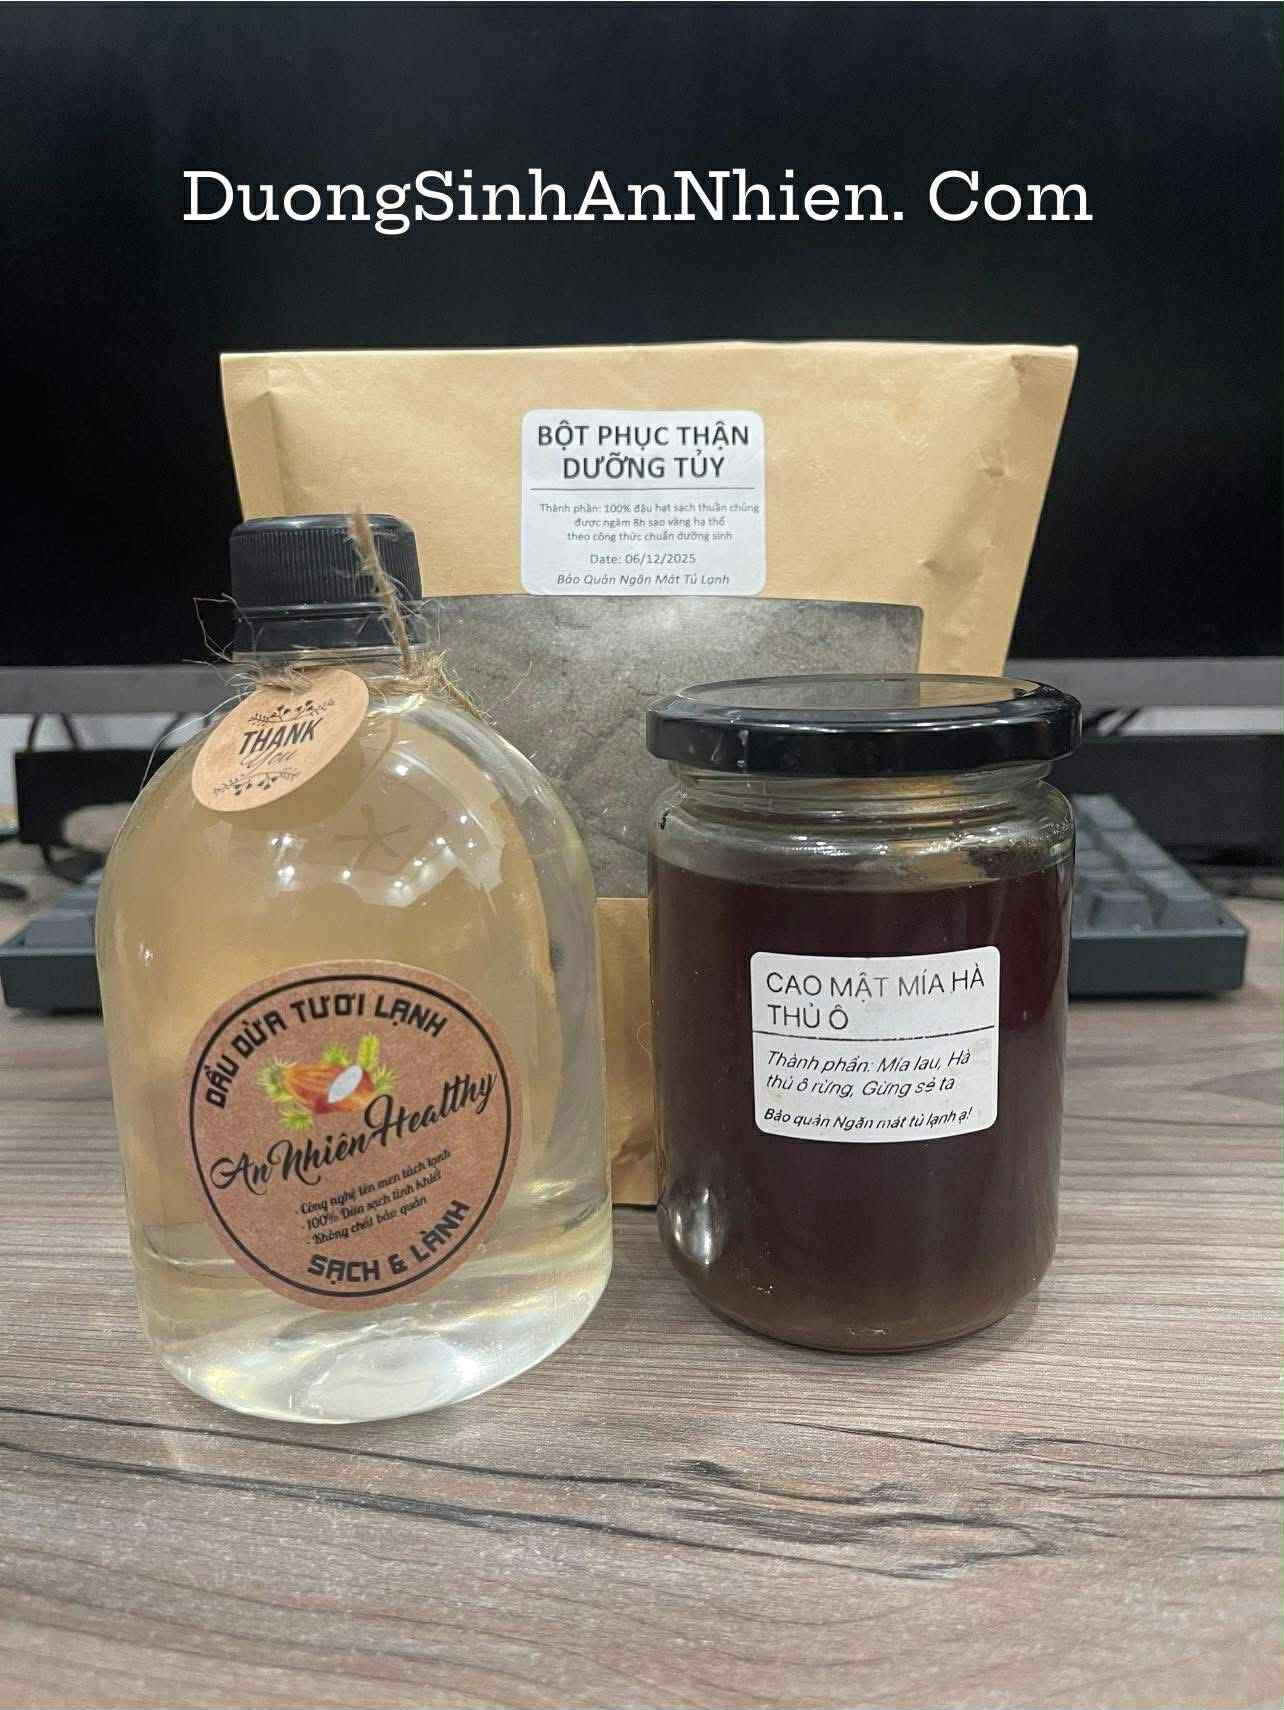 DuongSinhAnNhien. Com
BỘT PHỤC THẬN
DƯỠNG TỦY
Thành phần: 100% đậu hạt sạch thuần chủng
được ngâm 8h sao vàng hạ thổ
theo công thức chuẩn dưỡng sinh
Date: 06/12/2025
Bảo Quản Ngăn Mát Tủ Lạnh
THANK
you
DẦU DỪA TƯƠI LẠNH
An Nhiên Healthy
- Công nghệ lên men tách lạnh
- 100% Dừa sạch tinh khiết
- Không chất bảo quản
SẠCH & LÀNH
CAO MẬT MÍA HÀ
THỦ Ô
Thành phần: Mía lau, Hà
thủ ô rừng, Gừng sẻ ta
Bảo quản Ngăn mát tủ lạnh ạ!